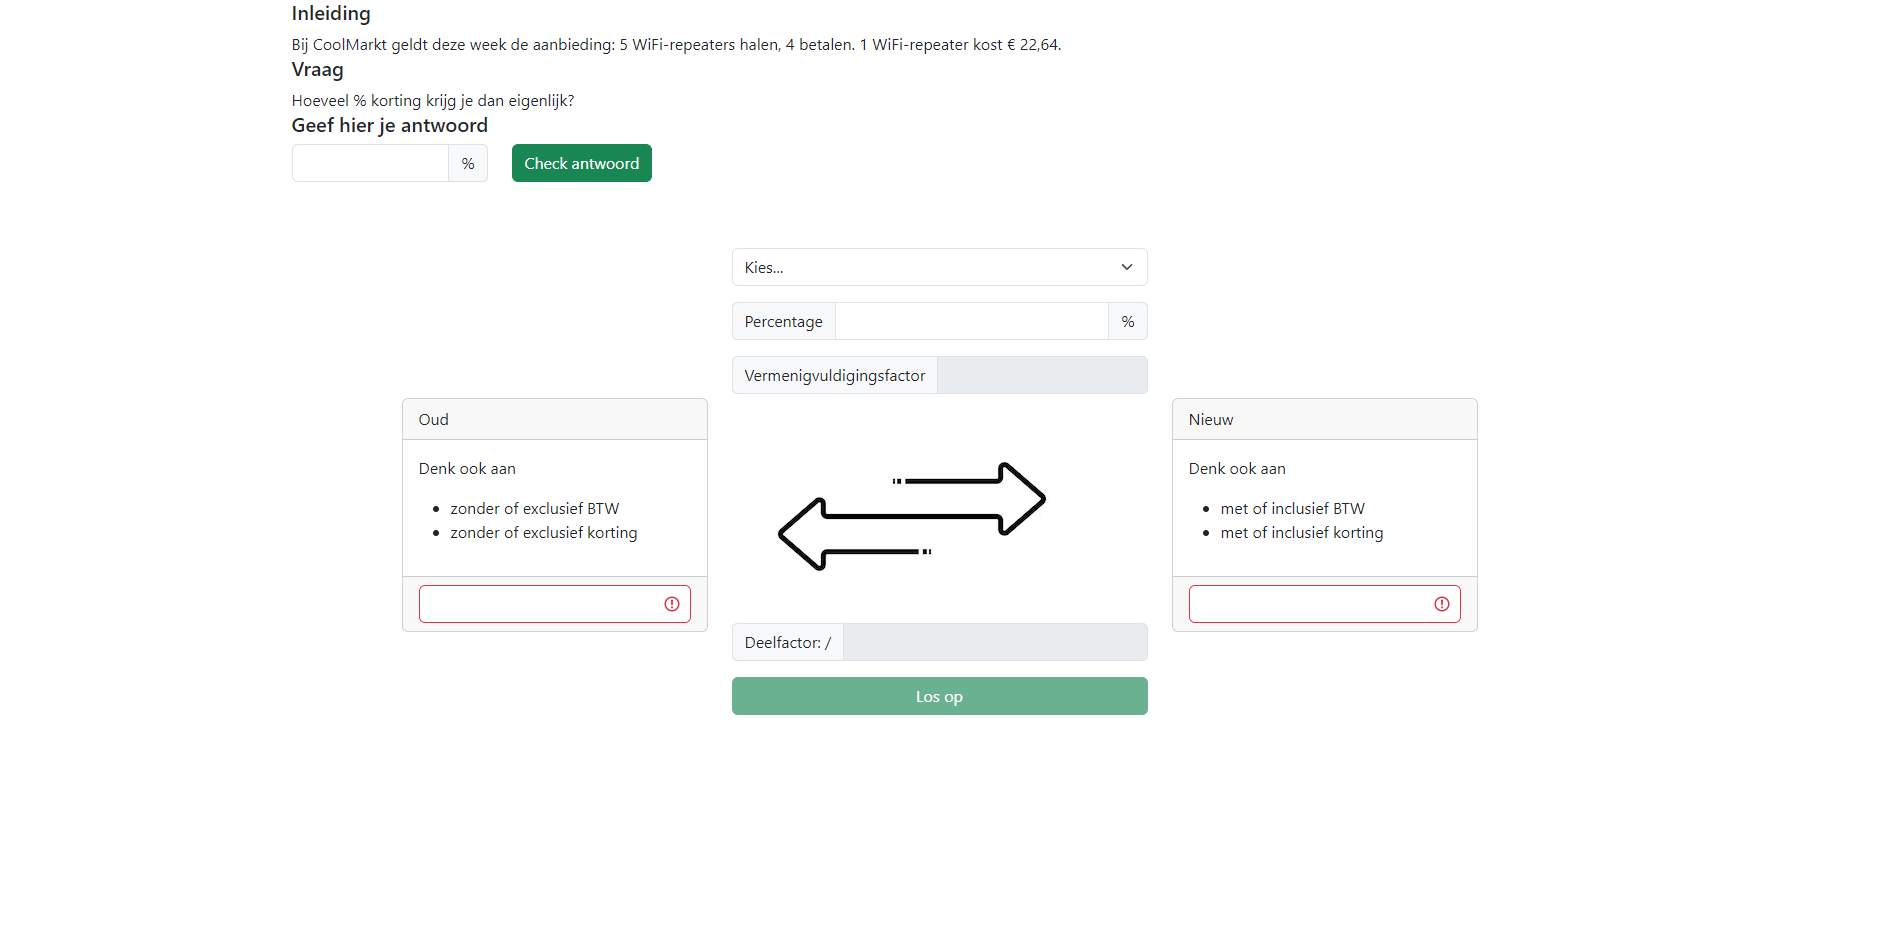 Inleiding
Bij CoolMarkt geldt deze week de aanbieding: 5 WiFi-repeaters halen, 4 betalen. 1 WiFi-repeater kost € 22,64.
Vraag
Hoeveel % korting krijg je dan eigenlijk?
Geef hier je antwoord
%
Check antwoord
Kies...
Percentage
%
Vermenigvuldigingsfactor
Oud
Denk ook aan
• zonder of exclusief BTW
• zonder of exclusief korting
Nieuw
Denk ook aan
• met of inclusief BTW
• met of inclusief korting
Deelfactor: /
Los op